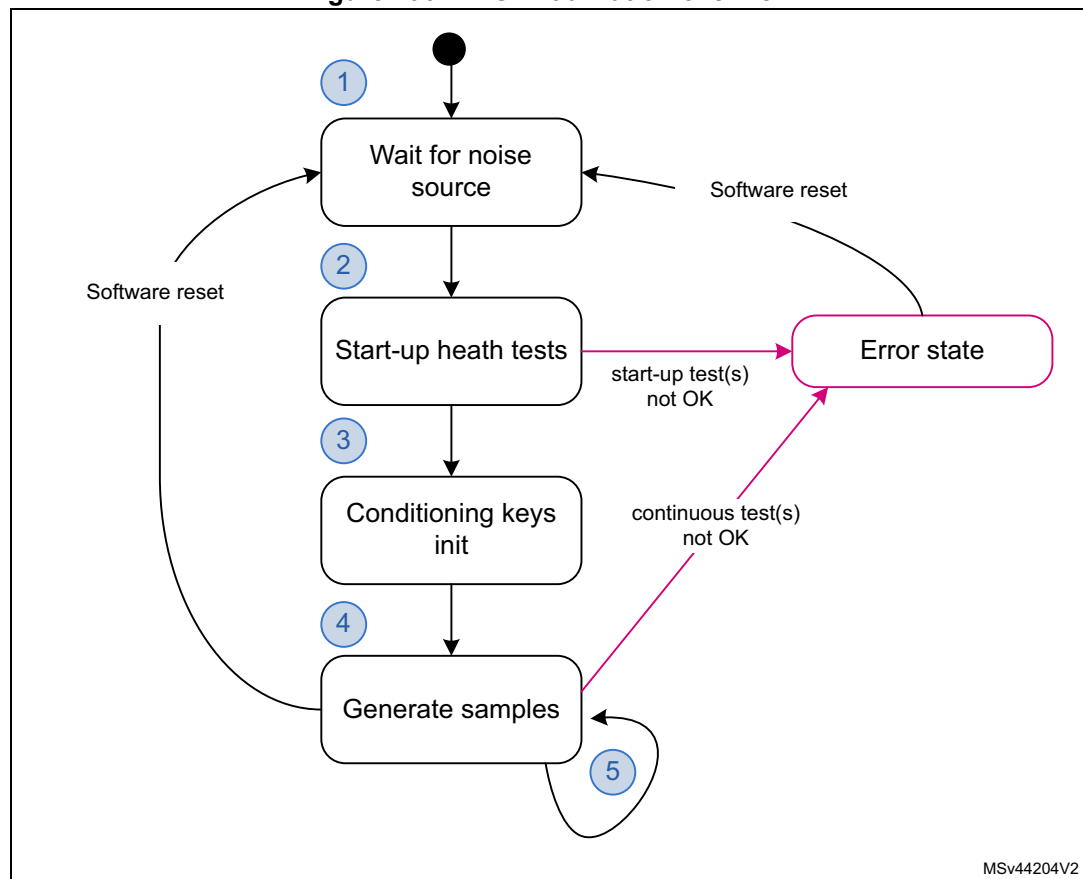 1
Wait for noise
source
Software reset
2
Software reset
Start-up heath tests
Error state
start-up test(s)
not OK
3
Conditioning keys
init
continuous test(s)
not OK
4
Generate samples
5
MSv44204V2